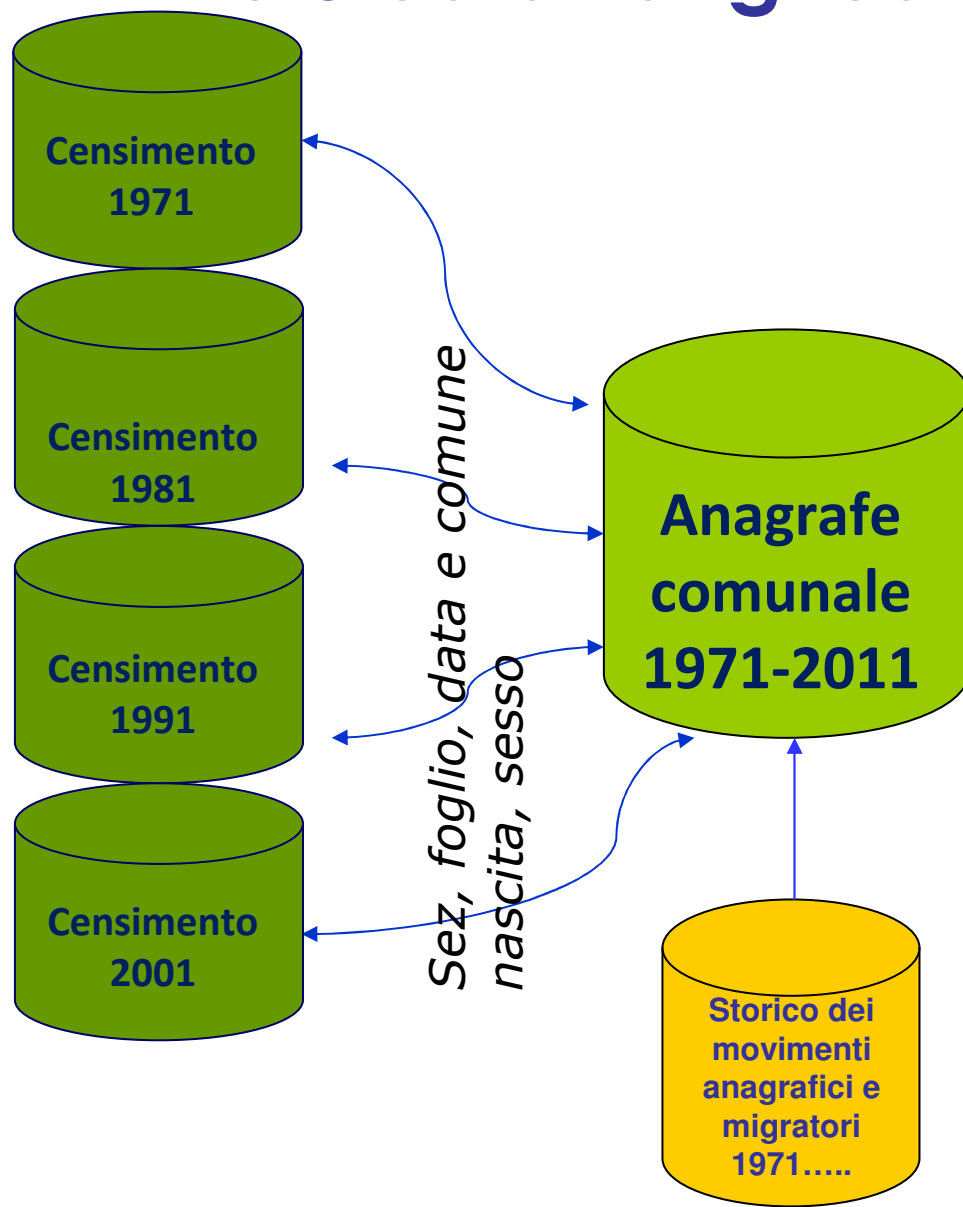 Censimento
1971
Censimento
1981
Censimento
1991
Censimento
2001
Sez, foglio, data e comune
nascita, sesso
Anagrafe
comunale
1971-2011
Storico dei
movimenti
anagrafici e
migratori
1971.....